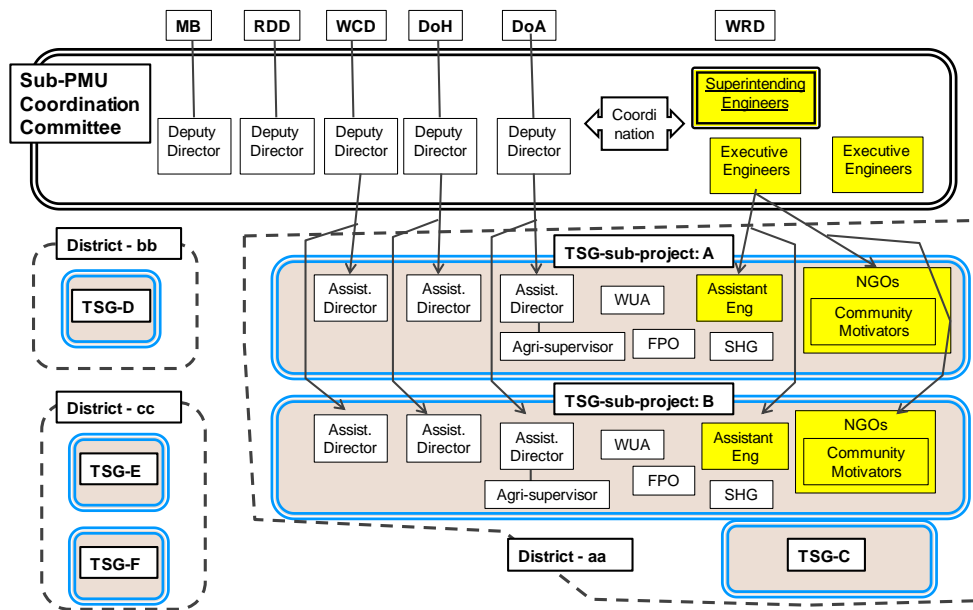 MB
RDD
WCD
DoH
DoA
WRD
Sub-PMU
Coordination
Committee
Superintending
Engineers
Coordi
nation
Deputy
Director
Deputy
Director
Deputy
Director
Deputy
Director
Deputy
Director
Executive
Engineers
Executive
Engineers
District - bb
TSG-D
TSG-sub-project: A
Assist.
Director
Assist.
Director
Assist.
Director
Agri-supervisor
WUA
FPO
Assistant
Eng
SHG
NGOs
Community
Motivators
District - cc
TSG-E
TSG-F
TSG-sub-project: B
Assist.
Director
Assist.
Director
Assist.
Director
Agri-supervisor
WUA
FPO
Assistant
Eng
SHG
NGOs
Community
Motivators
District - aa
TSG-C